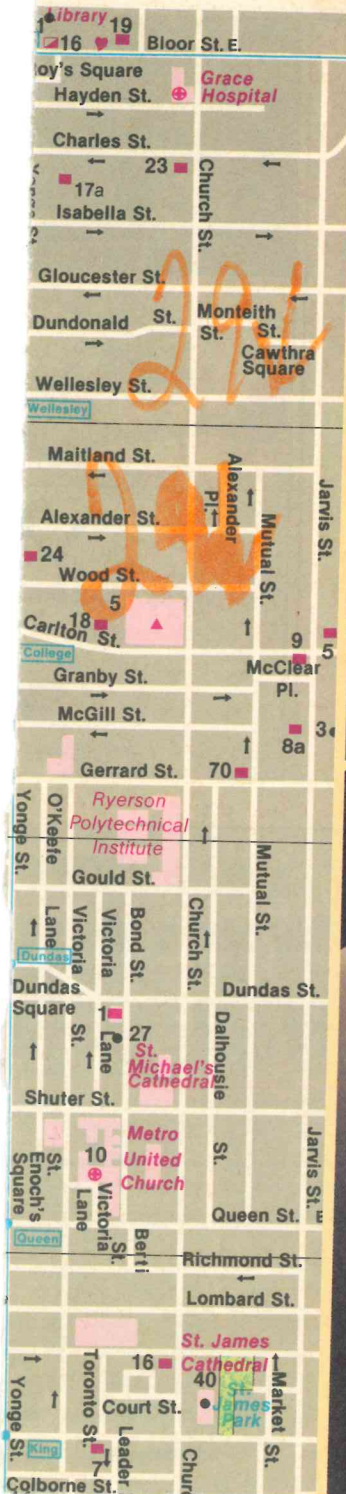 Library
1 16 19 Bloor St. E.
loy's Square
Grace
Hospital
Hayden St.
Charles St.
23
17a
Church St.
Isabella St.
Gloucester St.
Dundonald St.
Monteith St.
St.
Cawthra
Square
Wellesley St.
Wellesley
Maitland St.
Alexander Pl.
Jarvis St.
Alexander St.
Mutual St.
24
Wood St.
5
18
Carlton St.
College
9
5
McClear
Pl.
Granby St.
McGill St.
8a
3
Gerrard St.
70
Yonge St.
O'Keefe Lane
Ryerson
Polytechnical
Institute
Gould St.
Mutual St.
Victoria St.
Victoria Lane
Bond St.
Church St.
Dundas
Dundas
Square
Dundas St.
1
27
St.
Michael's
Cathedral
Dalhousie St.
Shuter St.
Metro
United
Church
10
St. Enoch's Square
Victoria Lane
Jarvis St.
Queen St. E
Queen
Berti St.
Richmond St.
Lombard St.
St. James
Cathedral
16
40
St.
James
Park
Market St.
Yonge St.
Toronto St.
Court St.
Leader
Churc
King
7
Colborne St.